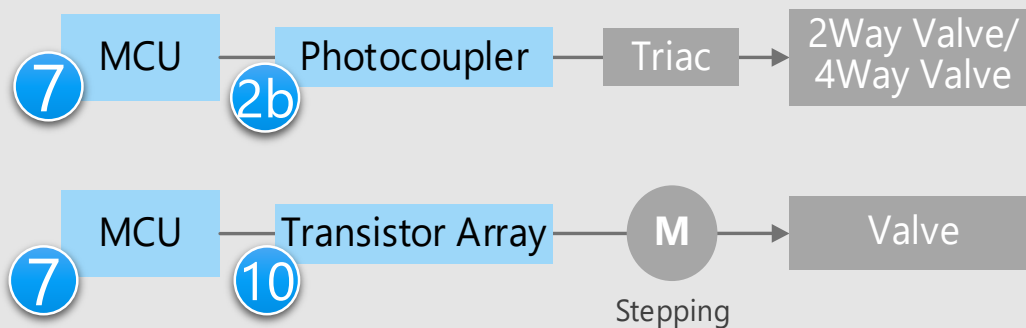 MCU
7
Photocoupler
2b
Triac
2Way Valve/
4Way Valve
MCU
7
Transistor Array
10
M
Stepping
Valve